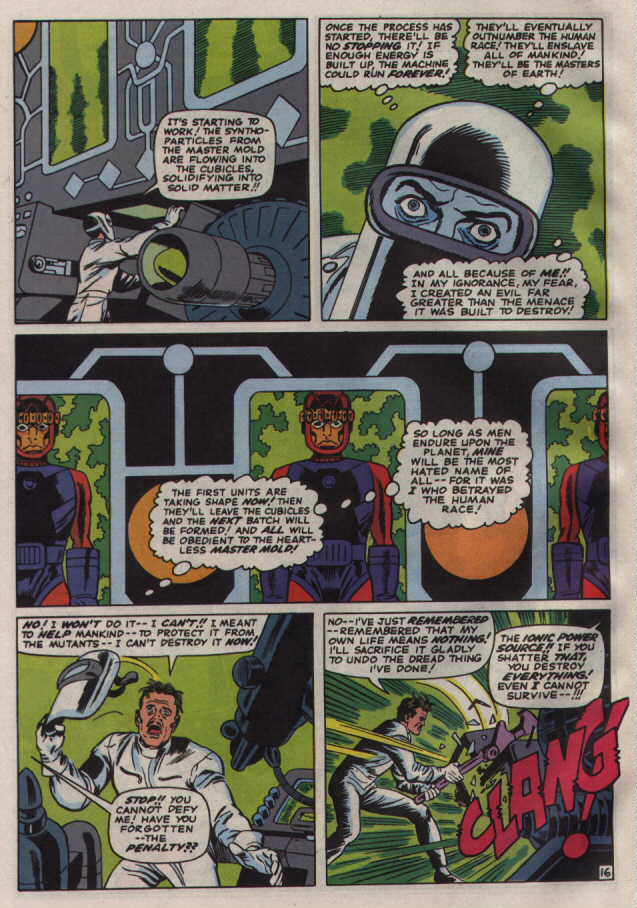 IT'S STARTING TO
WORK! THE SYNTHO-
PARTICLES FROM
THE MASTER MOLD
ARE FLOWING INTO
THE CUBICLES,
SOLIDIFYING INTO
SOLID MATTER!!
ONCE THE PROCESS HAS
STARTED, THERE'LL BE
NO STOPPING IT! IF
ENOUGH ENERGY IS
BUILT UP, THE MACHINE
COULD RUN FOREVER!
THEY'LL EVENTUALLY
OUTNUMBER THE HUMAN
RACE! THEY'LL ENSLAVE
ALL OF MANKIND!
THEY'LL BE THE MASTERS
OF EARTH!
AND ALL BECAUSE OF ME!!
IN MY IGNORANCE, MY FEAR,
I CREATED AN EVIL FAR
GREATER THAN THE MENACE
IT WAS BUILT TO DESTROY!
THE FIRST UNITS ARE
TAKING SHAPE NOW! THEN
THEY'LL LEAVE THE CUBICLES
AND THE NEXT BATCH WILL
BE FORMED! AND ALL WILL
BE OBEDIENT TO THE HEART-
LESS MASTER MOLD!
SO LONG AS MEN
ENDURE UPON THE
PLANET, MINE
WILL BE THE MOST
HATED NAME OF
ALL-- FOR IT WAS
I WHO BETRAYED
THE HUMAN
RACE!
NO! I WON'T DO IT-- I CAN'T!! I MEANT
TO HELP MANKIND-- TO PROTECT IT FROM
THE MUTANTS-- I CAN'T DESTROY IT NOW!
STOP!! YOU
CANNOT DEFY
ME! HAVE YOU
FORGOTTEN
--THE
PENALTY??
NO-- I'VE JUST REMEMBERED
--REMEMBERED THAT MY
OWN LIFE MEANS NOTHING!
I'LL SACRIFICE IT GLADLY
TO UNDO THE DREAD THING
I'VE DONE!
THE IONIC POWER
SOURCE!! IF YOU
SHATTER THAT,
YOU DESTROY
EVERYTHING!
EVEN I CANNOT
SURVIVE--!!!
CLANG!
16